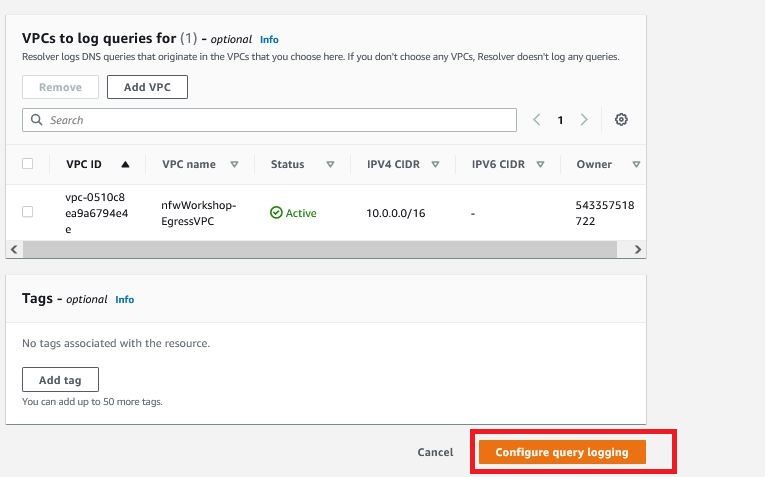 VPCs to log queries for (1) - optional Info
Resolver logs DNS queries that originate in the VPCs that you choose here. If you don't choose any VPCs, Resolver doesn't log any queries.
Remove Add VPC
Search 1
VPC ID VPC name Status IPV4 CIDR IPV6 CIDR Owner
vpc-0510c8 nfwWorkshop- 543357518
ea9a6794e4 Active 10.0.0.0/16 -
e EgressVPC 722
Tags - optional Info
No tags associated with the resource.
Add tag
You can add up to 50 more tags.
Cancel Configure query logging